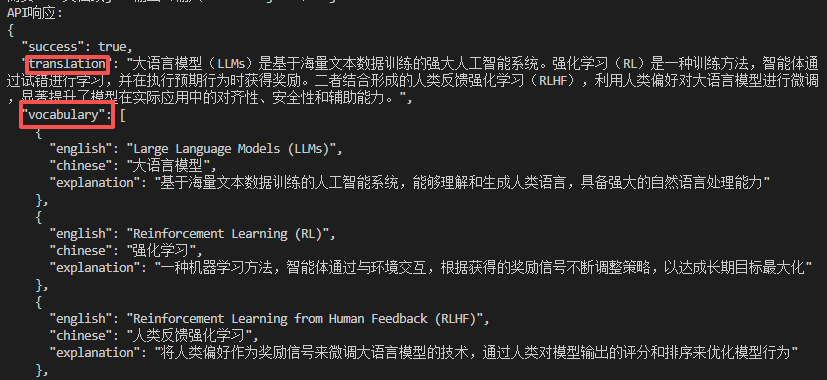 API响应:
{
  "success": true,
  "translation": "大语言模型（LLMs）是基于海量文本数据训练的强大人工智能系统。强化学习（RL）是一种训练方法，智能体通
过试错进行学习，并在执行预期行为时获得奖励。二者结合形成的人类反馈强化学习（RLHF），利用人类偏好对大语言模型进行微调
，显著提升了模型在实际应用中的对齐性、安全性和辅助能力。",
  "vocabulary": [
    {
      "english": "Large Language Models (LLMs)",
      "chinese": "大语言模型",
      "explanation": "基于海量文本数据训练的人工智能系统，能够理解和生成人类语言，具备强大的自然语言处理能力"
    },
    {
      "english": "Reinforcement Learning (RL)",
      "chinese": "强化学习",
      "explanation": "一种机器学习方法，智能体通过与环境交互，根据获得的奖励信号不断调整策略，以达成长期目标最大化"
    },
    {
      "english": "Reinforcement Learning from Human Feedback (RLHF)",
      "chinese": "人类反馈强化学习",
      "explanation": "将人类偏好作为奖励信号来微调大语言模型的技术，通过人类对模型输出的评分和排序来优化模型行为"
    },